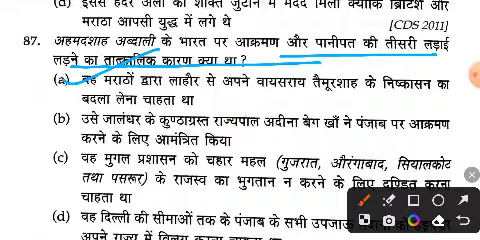 (d) इससे हैदर अली को शक्ति जुटाने में मदद मिली क्योंकि ब्रिटिश और
मराठा आपसी युद्ध में लगे थे
[CDS 2011]
87. अहमदशाह अब्दाली के भारत पर आक्रमण और पानीपत की तीसरी लड़ाई
लड़ने का तात्कालिक कारण क्या था ?
(a) वह मराठों द्वारा लाहौर से अपने वायसराय तैमूरशाह के निष्कासन का
बदला लेना चाहता था
(b) उसे जालंधर के कुण्ठाग्रस्त राज्यपाल अदीना बेग खाँ ने पंजाब पर आक्रमण
करने के लिए आमंत्रित किया
(c) वह मुगल प्रशासन को चहार महल (गुजरात, औरंगाबाद, सियालकोट
तथा पसरूर) के राजस्व का भुगतान न करने के लिए दण्डित करना
चाहता था
(d) वह दिल्ली की सीमाओं तक के पंजाब के सभी उपजाऊ
अपने राज्य में विलय करना चाहता था